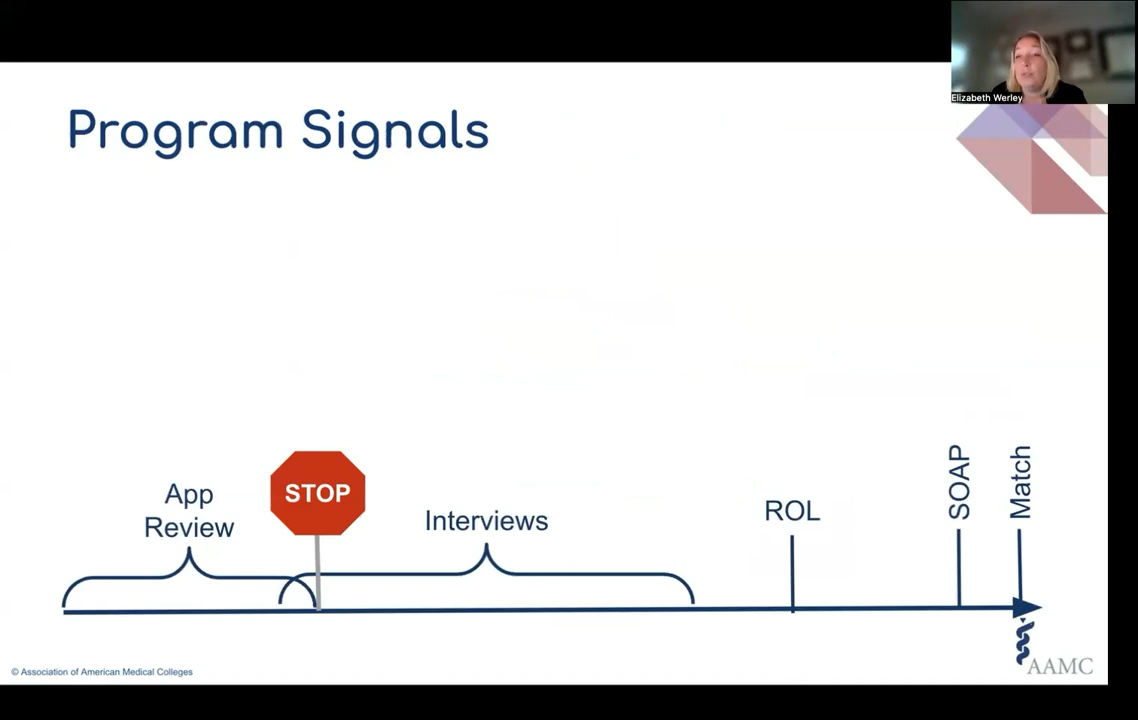 Elizabeth Werley
Program Signals
App
Review
STOP
Interviews
ROL
SOAP
Match
© Association of American Medical Colleges
AAMC